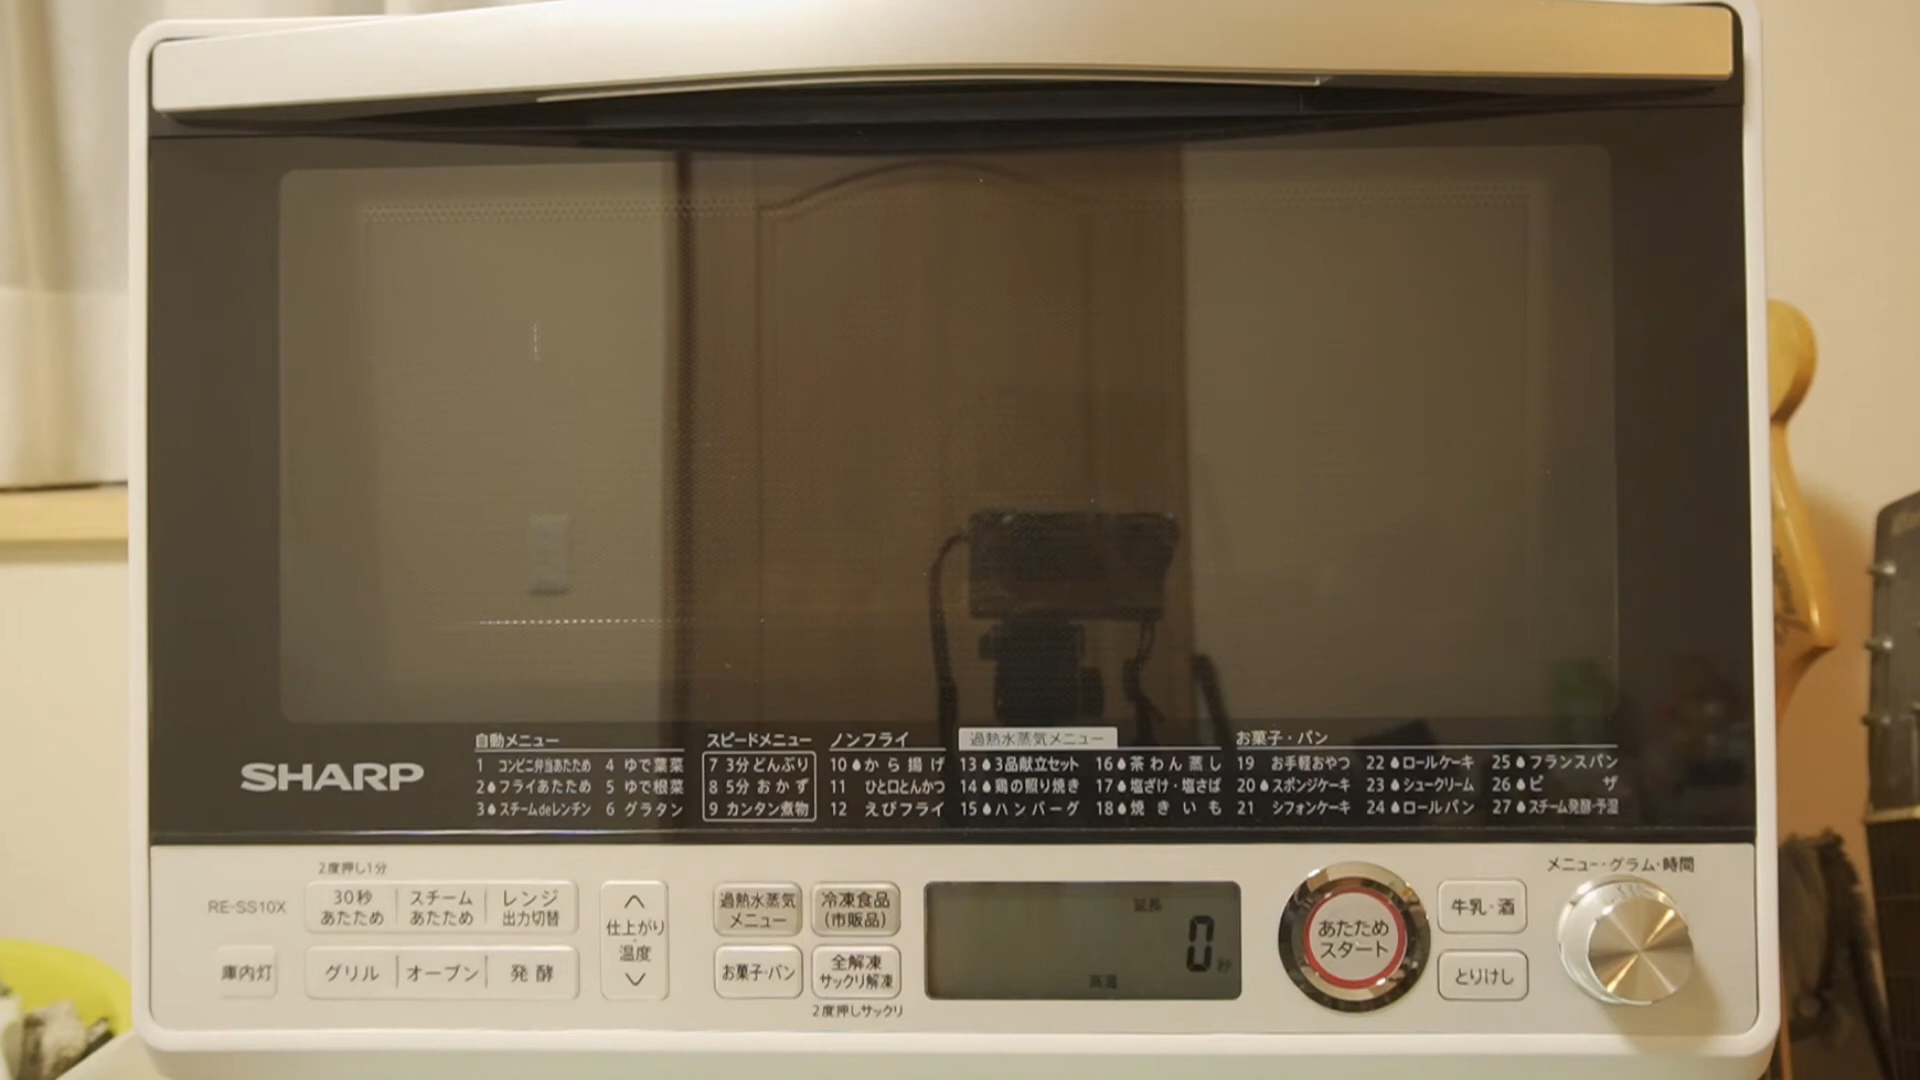 自動メニュー
1 コンビニ弁当あたため 4 ゆで葉菜
2 フライあたため 5 ゆで根菜
3 スチームdeレンチン 6 グラタン
スピードメニュー
7 3分どんぶり
8 5分おかず
9 カンタン煮物
ノンフライ
10 から揚げ
11 ひと口とんかつ
12 えびフライ
過熱水蒸気メニュー
13 3品献立セット 16 茶わん蒸し
14 鶏の照り焼き 17 塩ざけ・塩さば
15 ハンバーグ 18 焼きいも
お菓子・パン
19 お手軽おやつ 22 ロールケーキ 25 フランスパン
20 スポンジケーキ 23 シュークリーム 26 ピザ
21 シフォンケーキ 24 ロールパン 27 スチーム発酵・予温
SHARP
RE-SS10X
2度押し1分
30秒あたため スチームあたため レンジ出力切替
庫内灯
グリル オーブン 発酵
仕上がり・温度
過熱水蒸気メニュー
冷凍食品(市販品)
お菓子・パン
全解凍サックリ解凍
2度押しサックリ
延長
0秒
高温
あたためスタート
牛乳・酒
とりけし
メニュー・グラム・時間